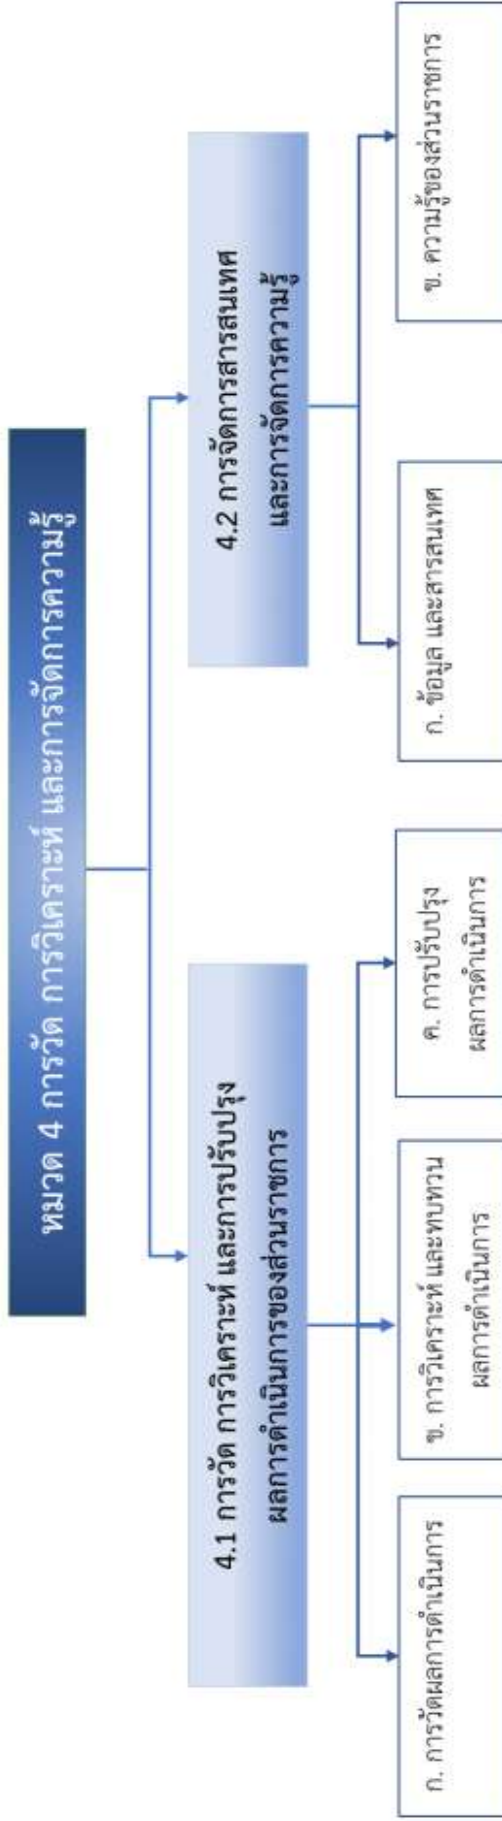 หมวด 4 การวัด การวิเคราะห์ และการจัดการความรู้
4.1 การวัด การวิเคราะห์ และการปรับปรุง
ผลการดำเนินการของส่วนราชการ
4.2 การจัดการสารสนเทศ
และการจัดการความรู้
ก. การวัดผลการดำเนินการ
ข. การวิเคราะห์ และทบทวน
ผลการดำเนินการ
ค. การปรับปรุง
ผลการดำเนินการ
ก. ข้อมูล และสารสนเทศ
ข. ความรู้ของส่วนราชการ